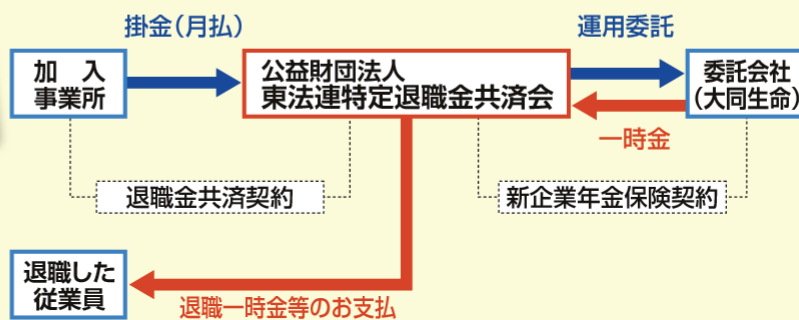 掛金（月払）
運用委託
加　入
事業所
公益財団法人
東法連特定退職金共済会
委託会社
（大同生命）
一時金
退職金共済契約
新企業年金保険契約
退職した
従業員
退職一時金等のお支払